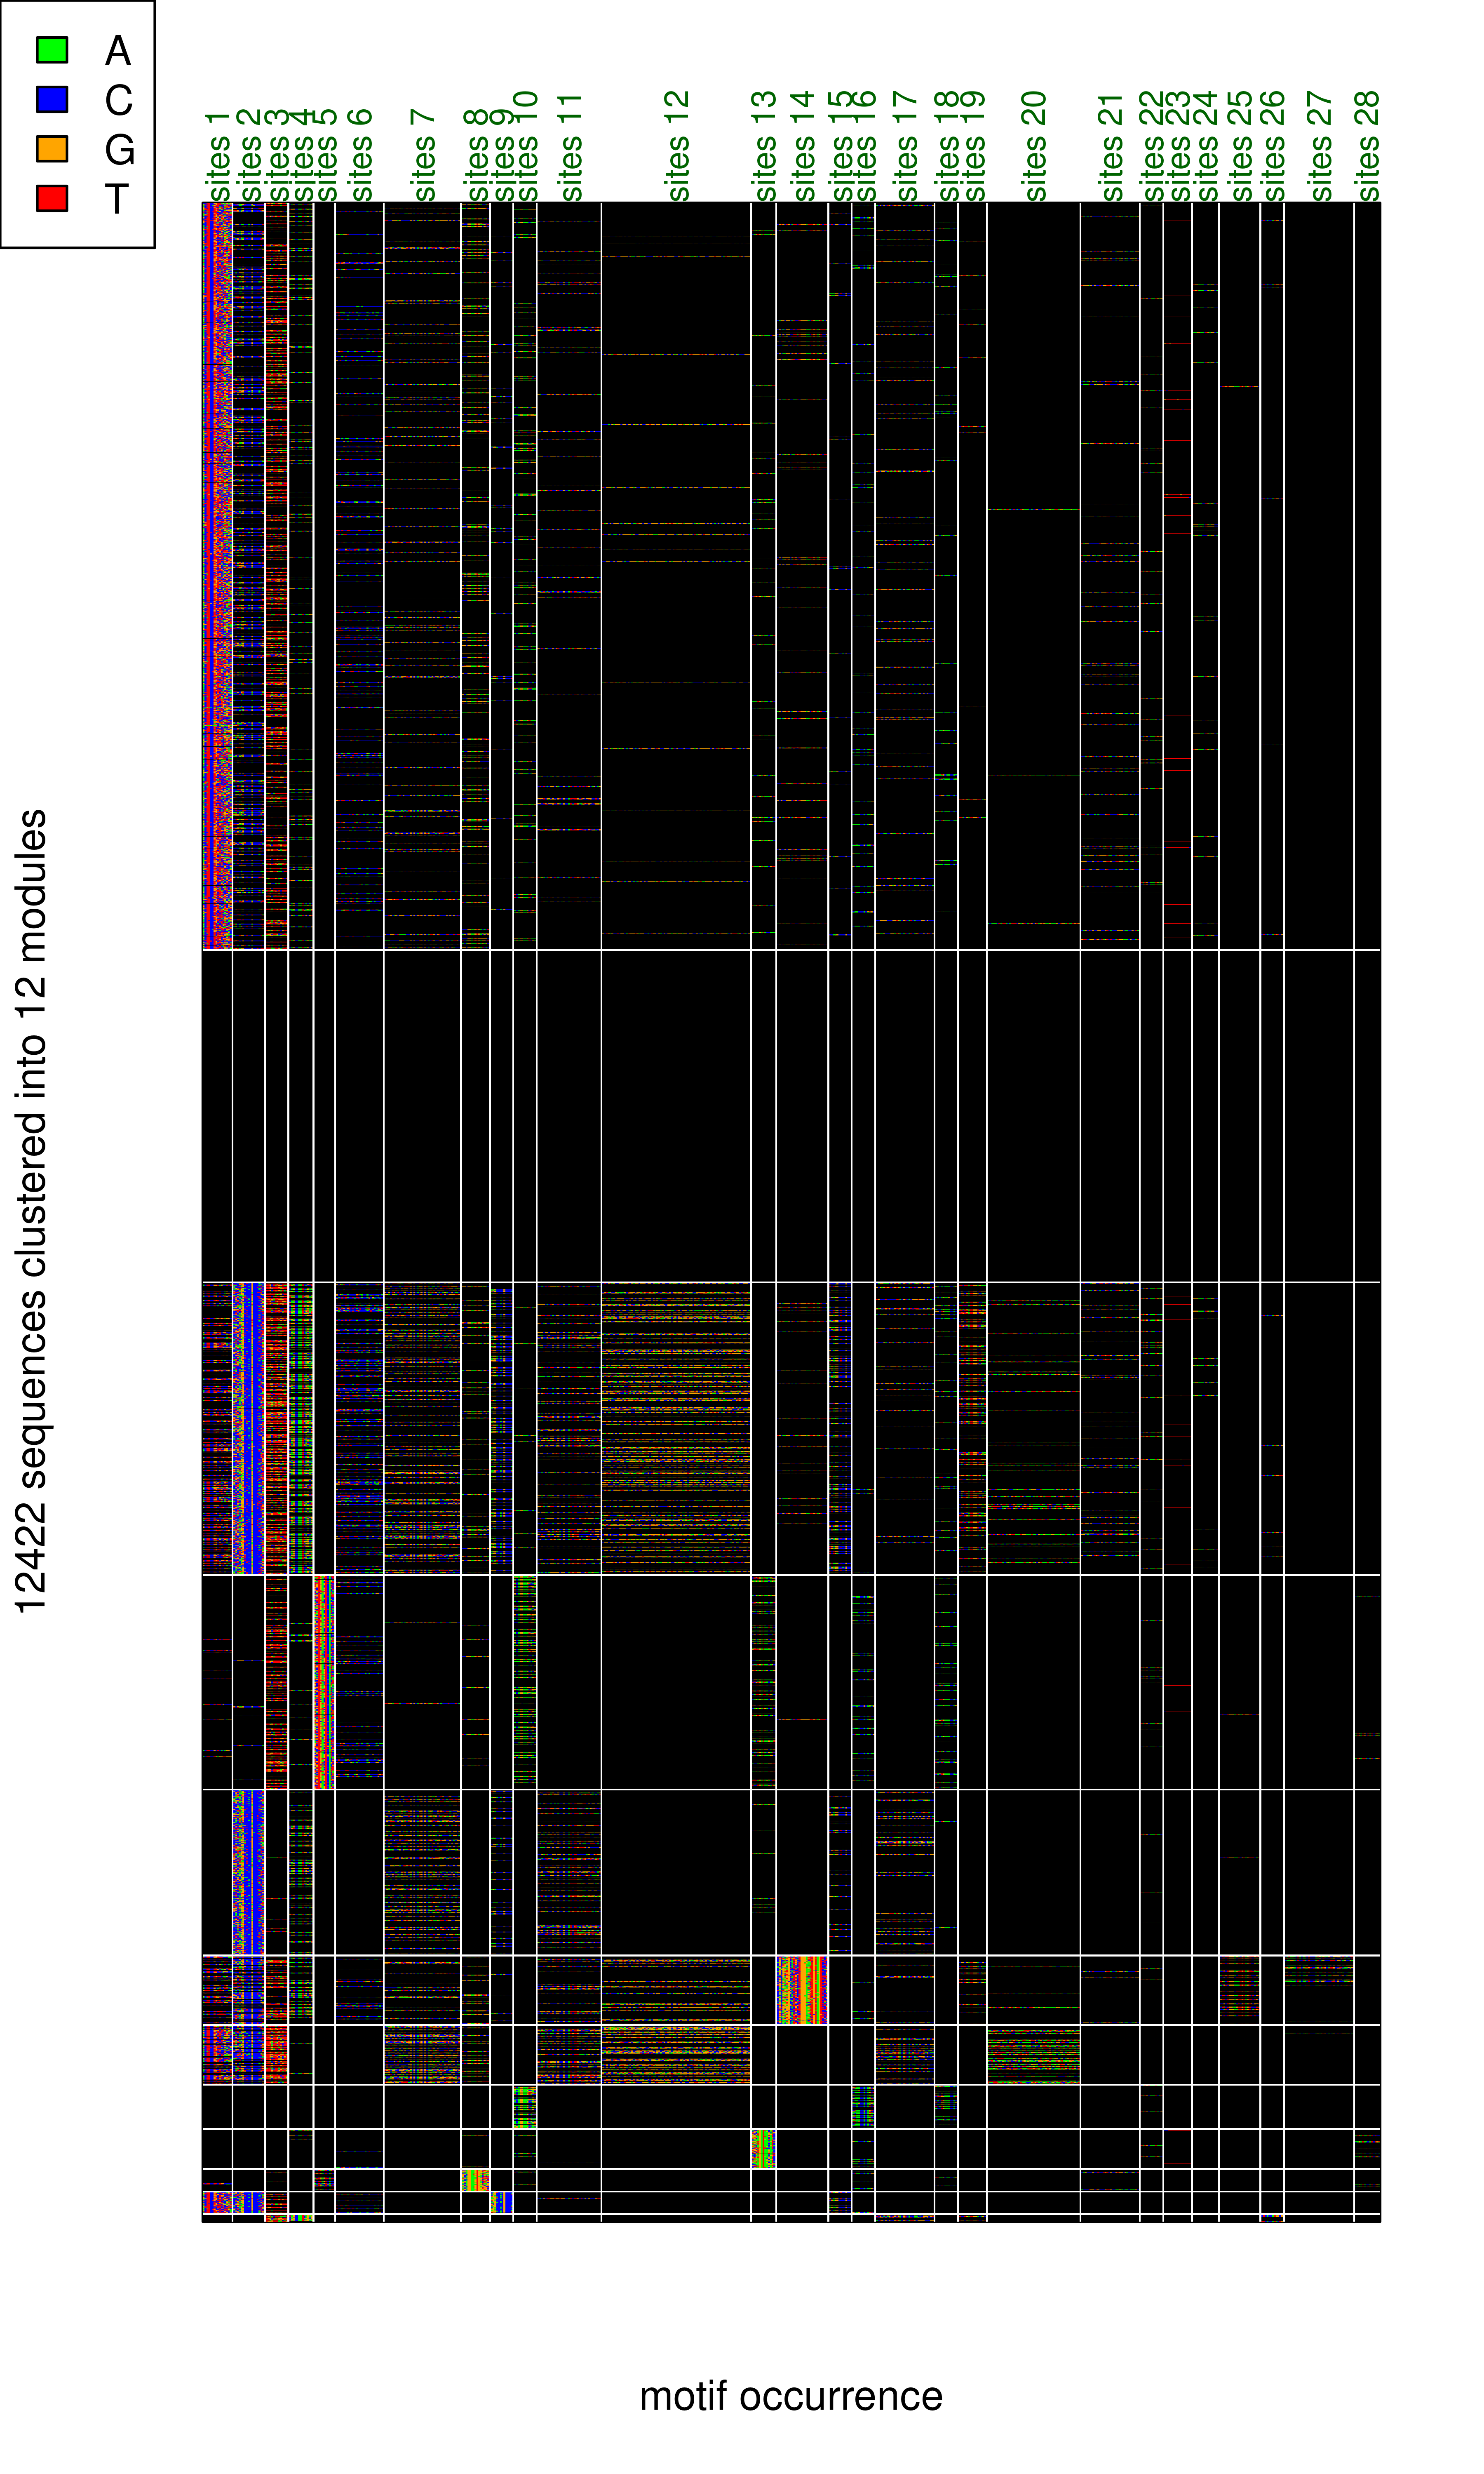 A
C
G
T
sites 1
sites 2
sites 3
sites 4
sites 5
sites 6
sites 7
sites 8
sites 9
sites 10
sites 11
sites 12
sites 13
sites 14
sites 15
sites 16
sites 17
sites 18
sites 19
sites 20
sites 21
sites 22
sites 23
sites 24
sites 25
sites 26
sites 27
sites 28
12422 sequences clustered into 12 modules
motif occurrence